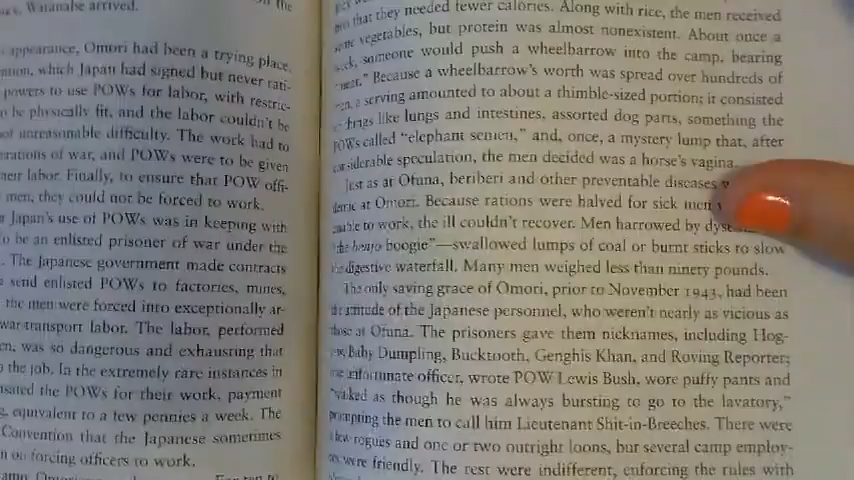 Watanabe arrived.
appearance, Omori had been a trying place.
which Japan had signed but never rati-
powers to use POWs for labor, with restric-
be physically fit, and the labor couldn't be
unreasonable difficulty. The work had to
of war, and POWs were to be given
their labor. Finally, to ensure that POW offi-
men, they could not be forced to work.
Japan's use of POWs was in keeping with
be an enlisted prisoner of war under the
. The Japanese government made contracts
send enlisted POWs to factories, mines,
the men were forced into exceptionally ar-
war-transport labor. The labor, performed
was so dangerous and exhausting that
the job. In the extremely rare instances in
the POWs for their work, payment
equivalent to a few pennies a week. The
Convention that the Japanese sometimes
on forcing officers to work.
that they needed fewer calories. Along with rice, the men received
vegetables, but protein was almost nonexistent. About once a
someone would push a wheelbarrow into the camp, bearing
Because a wheelbarrow's worth was spread over hundreds of
a serving amounted to about a thimble-sized portion; it consisted
things like lungs and intestines, assorted dog parts, something the
POWs called "elephant semen," and, once, a mystery lump that, after
considerable speculation, the men decided was a horse's vagina.
Just as at Ofuna, beriberi and other preventable diseases
at Omori. Because rations were halved for sick men
unable to work, the ill couldn't recover. Men harrowed by
"the benjo boogie"—swallowed lumps of coal or burnt sticks to slow
the digestive waterfall. Many men weighed less than ninety pounds.
The only saving grace of Omori, prior to November 1943, had been
the attitude of the Japanese personnel, who weren't nearly as vicious as
those at Ofuna. The prisoners gave them nicknames, including Hog-
Baby Dumpling, Bucktooth, Genghis Khan, and Roving Reporter;
one unfortunate officer, wrote POW Lewis Bush, wore puffy pants and
"walked as though he was always bursting to go to the lavatory,"
prompting the men to call him Lieutenant Shit-in-Breeches. There were
a few rogues and one or two outright loons, but several camp employ-
were friendly. The rest were indifferent, enforcing the rules with